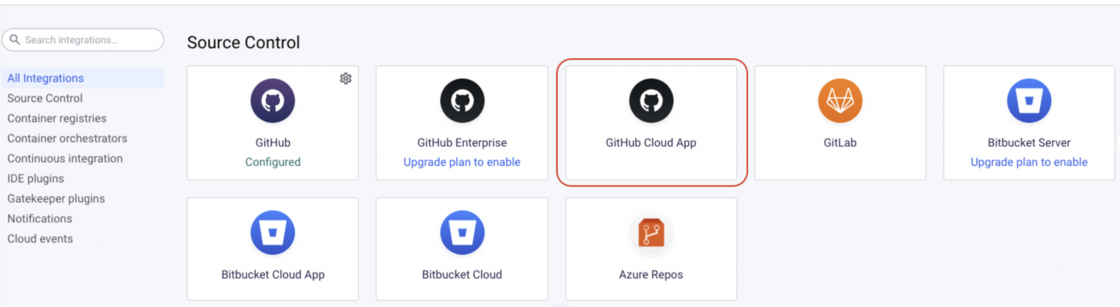 Search integrations...
All Integrations
Source Control
Container registries
Container orchestrators
Continuous integration
IDE plugins
Gatekeeper plugins
Notifications
Cloud events
Source Control
GitHub
Configured
GitHub Enterprise
Upgrade plan to enable
GitHub Cloud App
GitLab
Bitbucket Server
Upgrade plan to enable
Bitbucket Cloud App
Bitbucket Cloud
Azure Repos